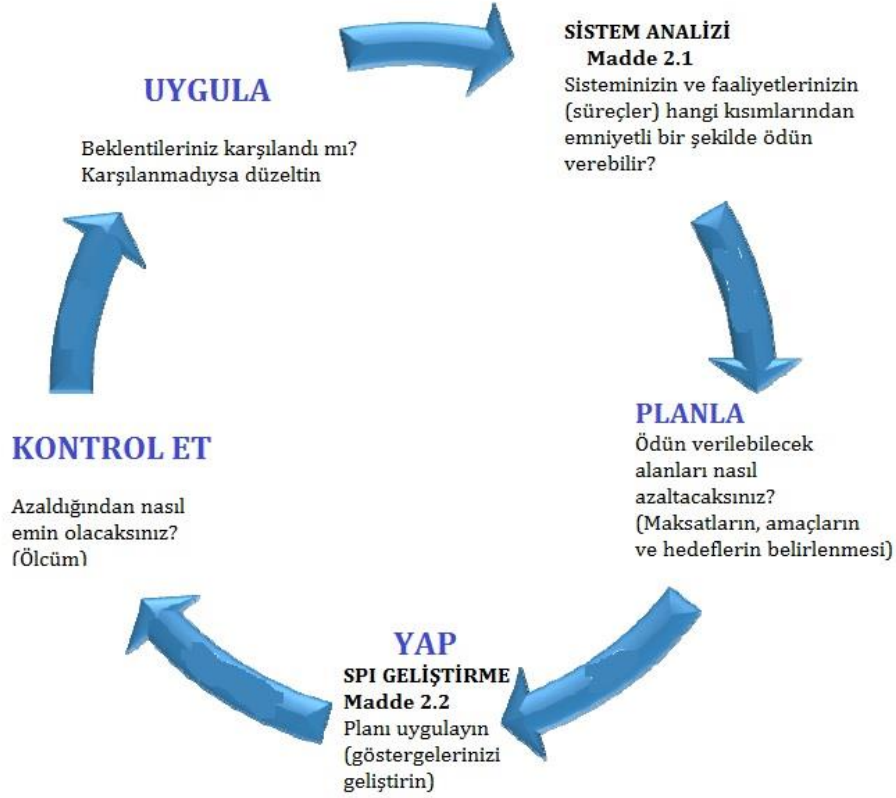 SİSTEM ANALİZİ
Madde 2.1
Sisteminizin ve faaliyetlerinizin
(süreçler) hangi kısımlarından
emniyetli bir şekilde ödün
verebilir?
PLANLA
Ödün verilebilecek
alanları nasıl
azaltacaksınız?
(Maksatların, amaçların
ve hedeflerin belirlenmesi)
YAP
SPI GELİŞTİRME
Madde 2.2
Planı uygulayın
(göstergelerinizi
geliştirin)
KONTROL ET
Azaldığından nasıl
emin olacaksınız?
(Ölçüm)
UYGULA
Beklentileriniz karşılandı mı?
Karşılanmadıysa düzeltin